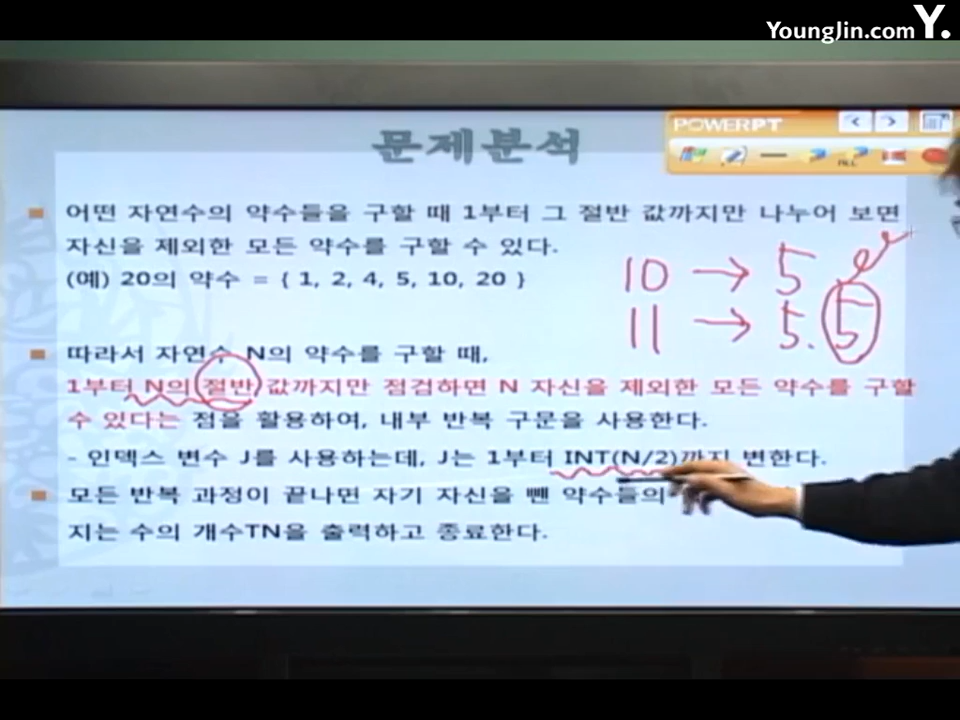 YoungJin.com Y.
문제분석
POWERPT
ALL
어떤 자연수의 약수들을 구할 때 1부터 그 절반 값까지만 나누어 보면
자신을 제외한 모든 약수를 구할 수 있다.
(예) 20의 약수 = { 1, 2, 4, 5, 10, 20 }
10 → 5
11 → 5.5
따라서 자연수 N의 약수를 구할 때,
1부터 N의 절반 값까지만 점검하면 N 자신을 제외한 모든 약수를 구할
수 있다는 점을 활용하여, 내부 반복 구문을 사용한다.
- 인덱스 변수 J를 사용하는데, J는 1부터 INT(N/2)까지 변한다.
모든 반복 과정이 끝나면 자기 자신을 뺀 약수들의
지는 수의 개수TN을 출력하고 종료한다.